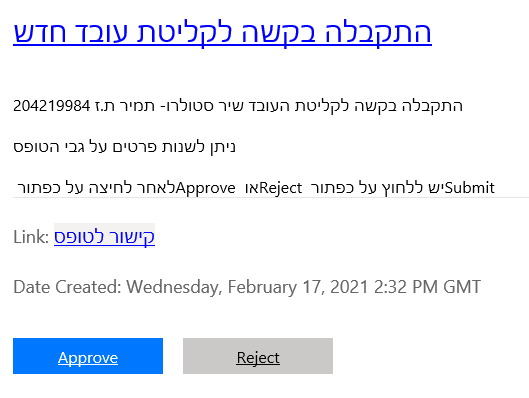 התקבלה בקשה לקליטת עובד חדש
התקבלה בקשה לקליטת העובד שיר סטולרו- תמיר ת.ז 204219984
ניתן לשנות פרטים על גבי הטופס
לאחר לחיצה על כפתור Approve או Reject יש ללחוץ על כפתור Submit
Link: קישור לטופס
Date Created: Wednesday, February 17, 2021 2:32 PM GMT
Approve Reject